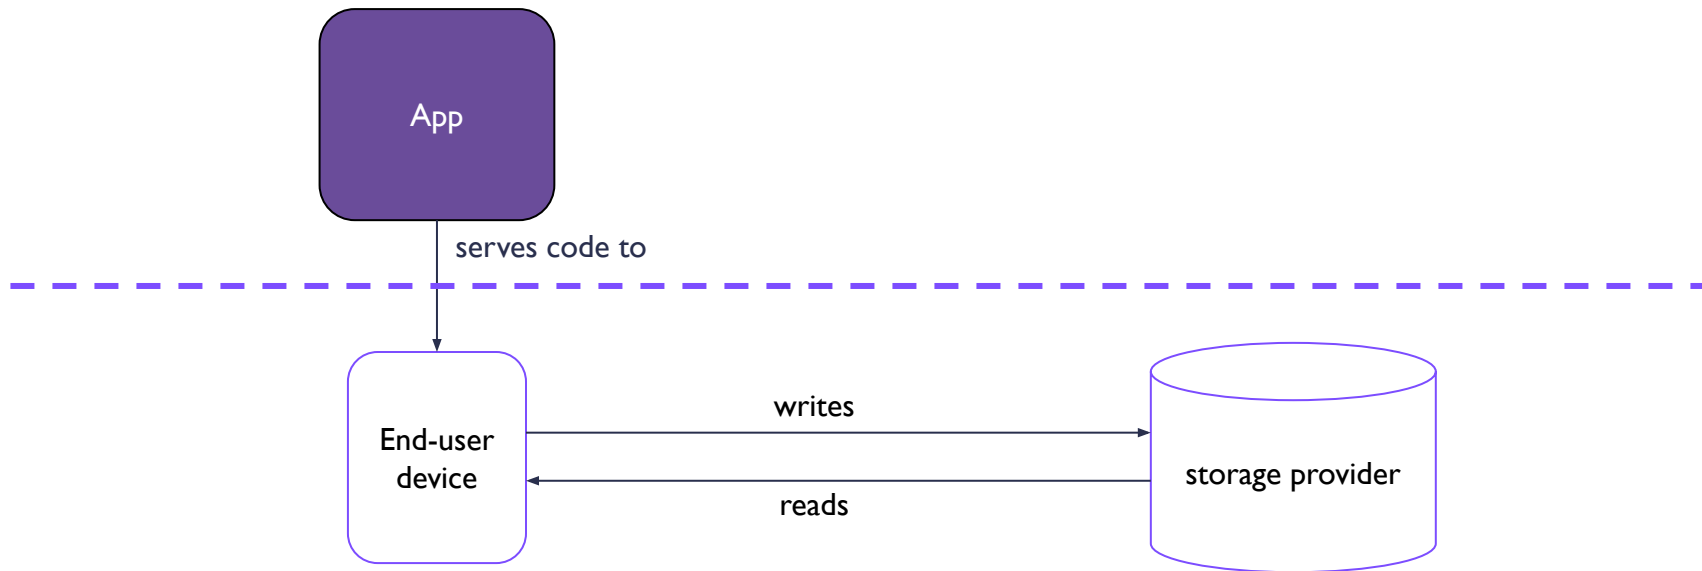 App
serves code to
writes
End-user
device
storage provider
reads